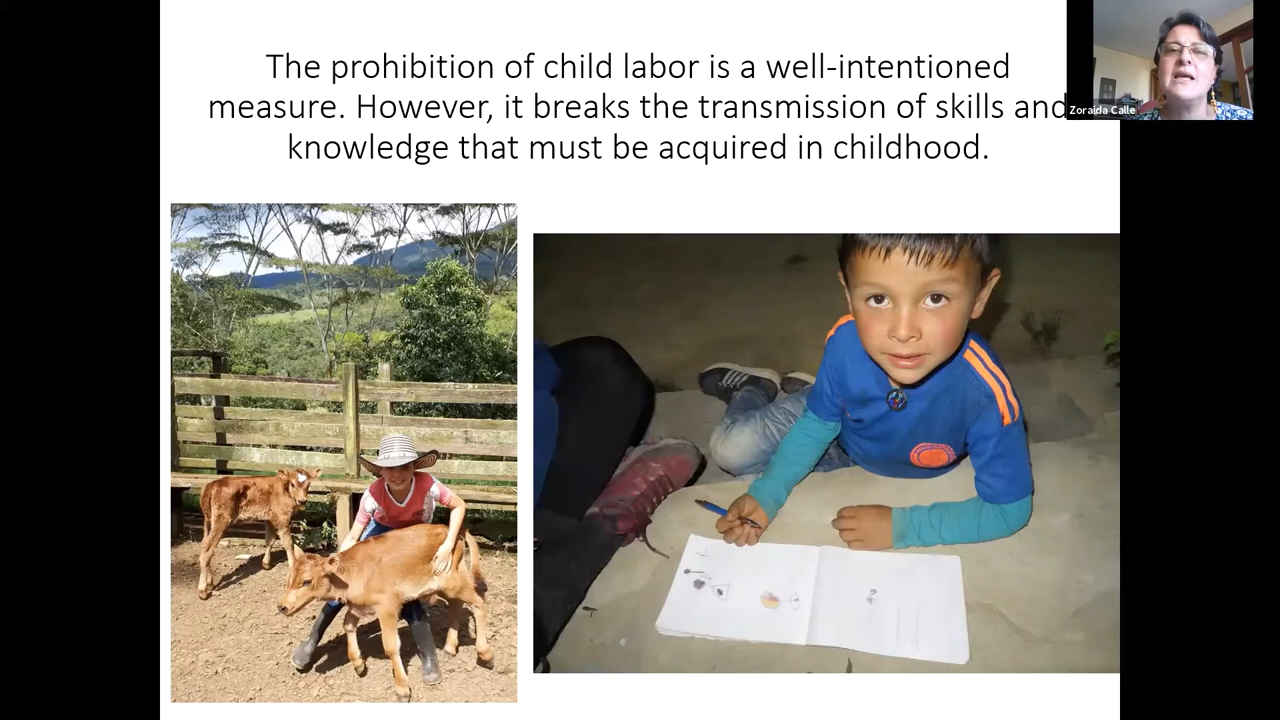 The prohibition of child labor is a well-intentioned
measure. However, it breaks the transmission of skills and
knowledge that must be acquired in childhood.
Zoraida Calle